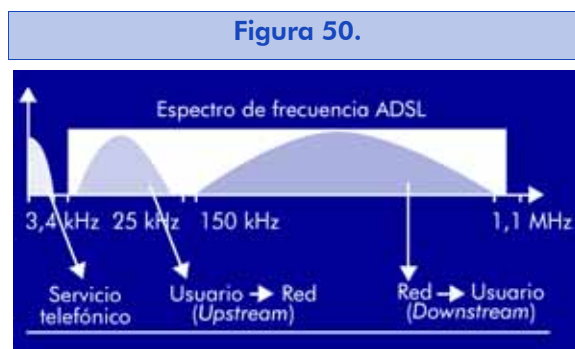 Figura 50.
Espectro de frecuencia ADSL
3,4 kHz 25 kHz 150 kHz 1,1 MHz
Servicio
telefónico
Usuario → Red
(Upstream)
Red → Usuario
(Downstream)